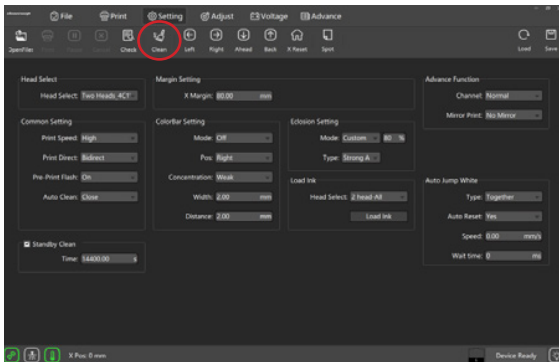 File Print Setting Adjust Voltage Advance
OpenFiles Print Pause Cancel Check Clean Left Right Ahead Back X Reset Spot Load Save
Head Select
Head Select: Two Heads_4C1
Margin Setting
X Margin: 80.00 mm
Advance Function
Channel: Normal
Mirror Print: No Mirror
Common Setting
Print Speed: High
Print Direct: Bidirect
Pre-Print Flash: On
Auto Clean: Close
ColorBar Setting
Mode: Off
Pos: Right
Concentration: Weak
Width: 2.00 mm
Distance: 2.00 mm
Eclosion Setting
Mode: Custom 80 %
Type: Strong A
Load Ink
Head Select: 2 head-All
Load Ink
Auto Jump White
Type: Together
Auto Reset: Yes
Speed: 0.00 mm/s
Wait time: 0 ms
Standby Clean
Time: 14400.00 s
X Pos: 0 mm
Device Ready